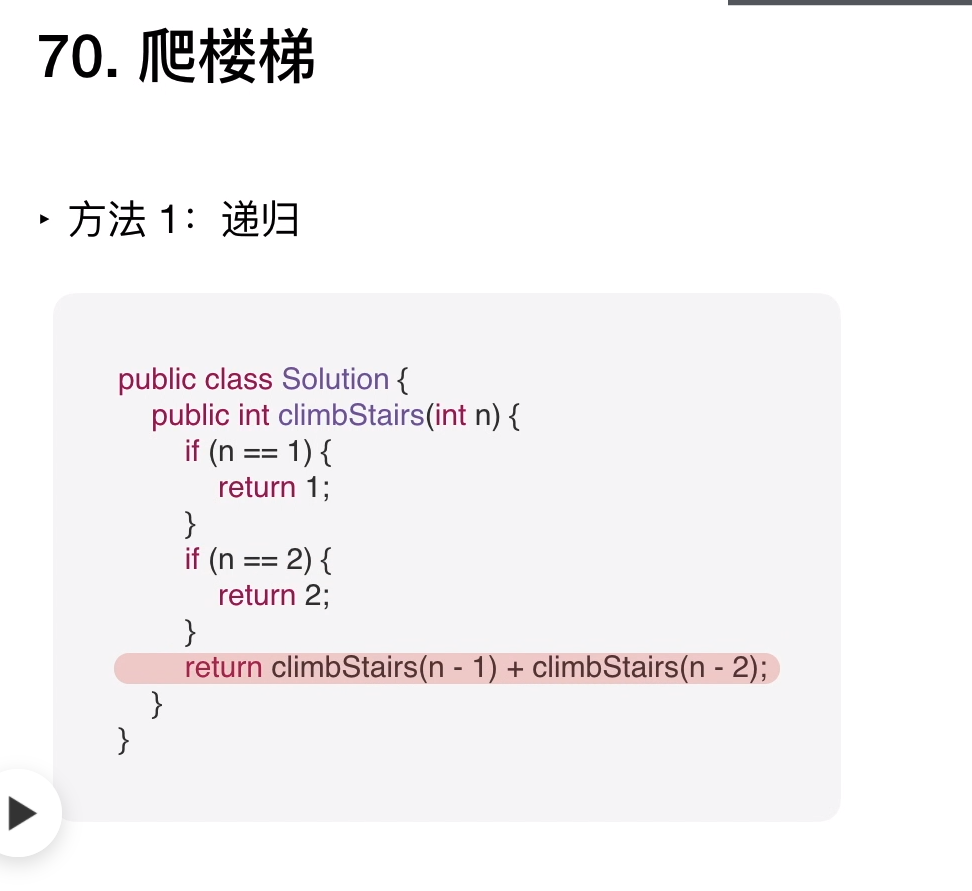 70. 爬楼梯
‣ 方法 1：递归
public class Solution {
    public int climbStairs(int n) {
        if (n == 1) {
            return 1;
        }
        if (n == 2) {
            return 2;
        }
        return climbStairs(n - 1) + climbStairs(n - 2);
    }
}